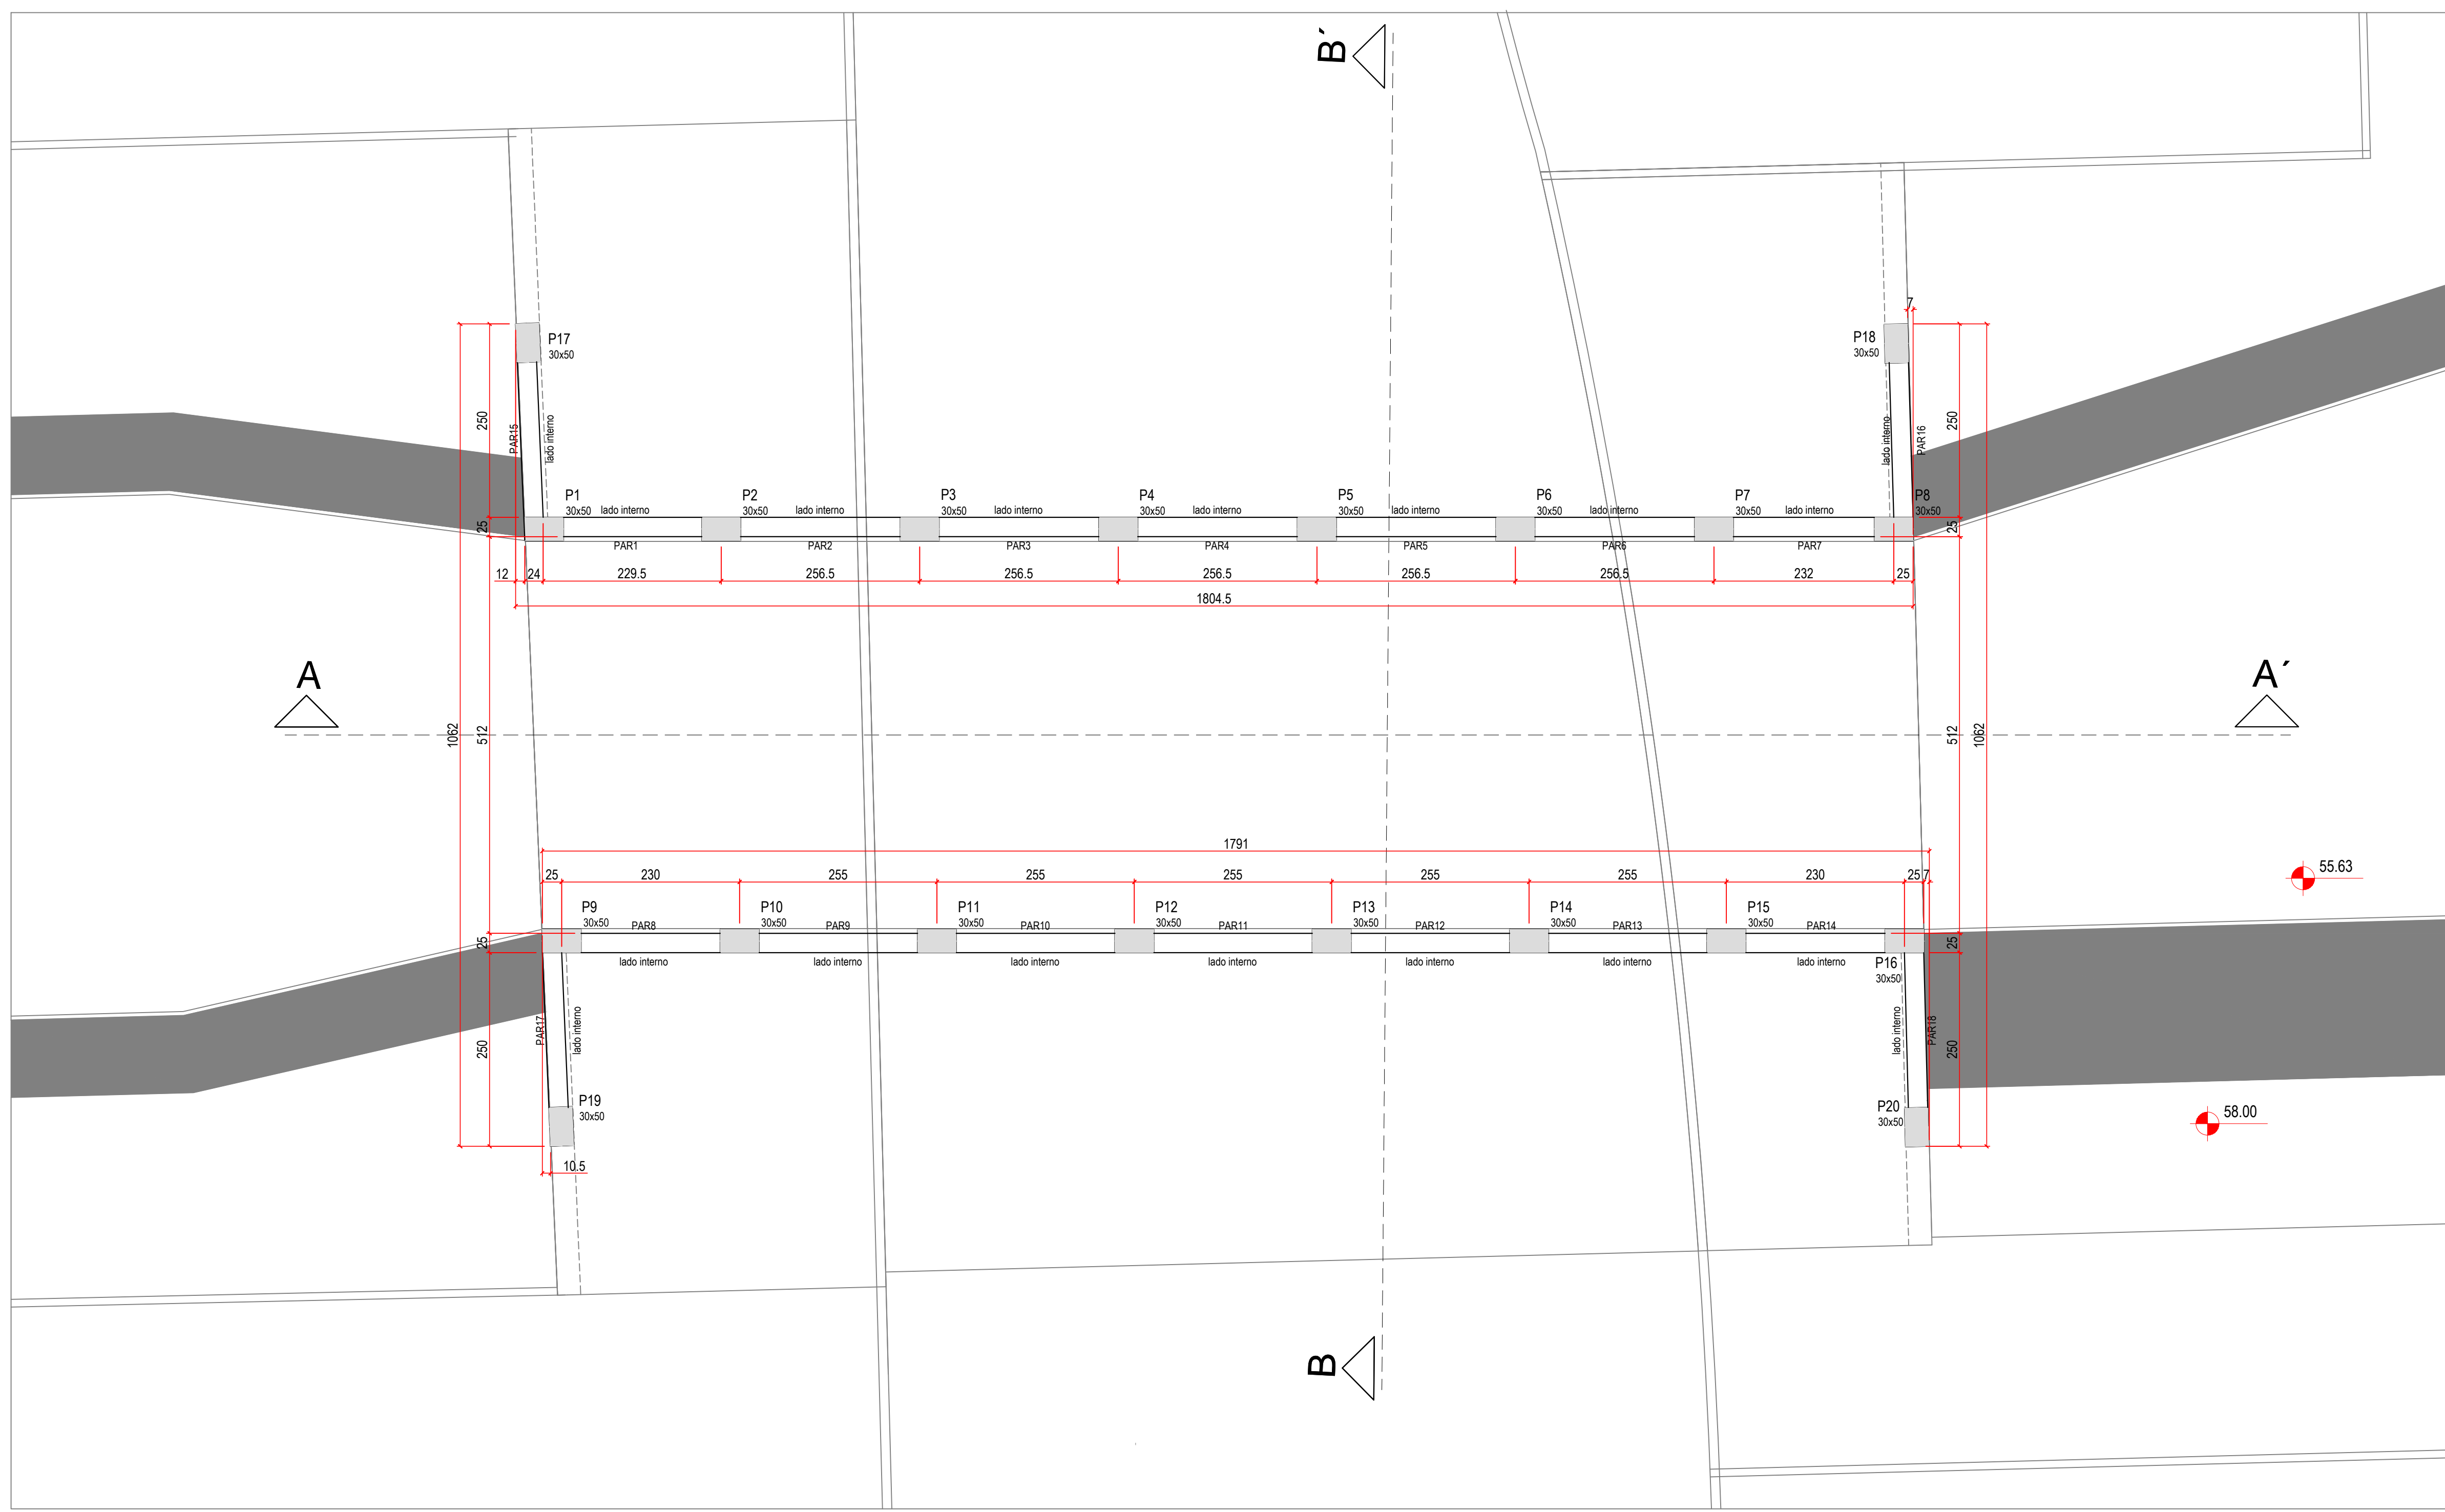 B´
7
P17
30x50
P18
30x50
250
PAR15
lado interno
lado interno
PAR16
250
P1
30x50
lado interno
P2
30x50
lado interno
P3
30x50
lado interno
P4
30x50
lado interno
P5
30x50
lado interno
P6
30x50
lado interno
P7
30x50
lado interno
P8
30x50
25
25
PAR1
PAR2
PAR3
PAR4
PAR5
PAR6
PAR7
12
24
229.5
256.5
256.5
256.5
256.5
256.5
232
25
1804.5
A
A´
1062
512
512
1062
1791
25
230
255
255
255
255
255
230
25
7
55.63
P9
30x50
PAR8
P10
30x50
PAR9
P11
30x50
PAR10
P12
30x50
PAR11
P13
30x50
PAR12
P14
30x50
PAR13
P15
30x50
PAR14
25
25
lado interno
lado interno
lado interno
lado interno
lado interno
lado interno
lado interno
P16
30x50
250
PAR17
lado interno
lado interno
PAR18
250
P19
30x50
P20
30x50
58.00
10.5
B